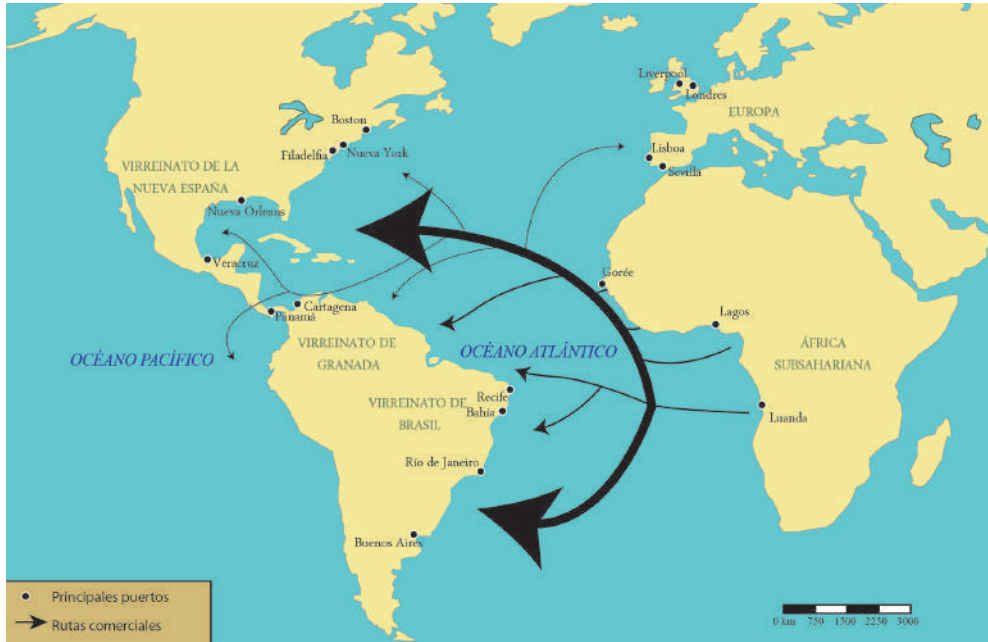 Liverpool
Londres
EUROPA
Boston
Filadelfia
Nueva York
Lisboa
Sevilla
VIRREINATO DE LA
NUEVA ESPAÑA
Nueva Orleans
Veracruz
Gorée
Cartagena
Panamá
Lagos
OCÉANO PACÍFICO
VIRREINATO DE
GRANADA
OCÉANO ATLÁNTICO
ÁFRICA
SUBSAHARIANA
VIRREINATO DE
BRASIL
Recife
Bahía
Luanda
Río de Janeiro
Buenos Aires
Principales puertos
Rutas comerciales
0 km 750 1500 2250 3000